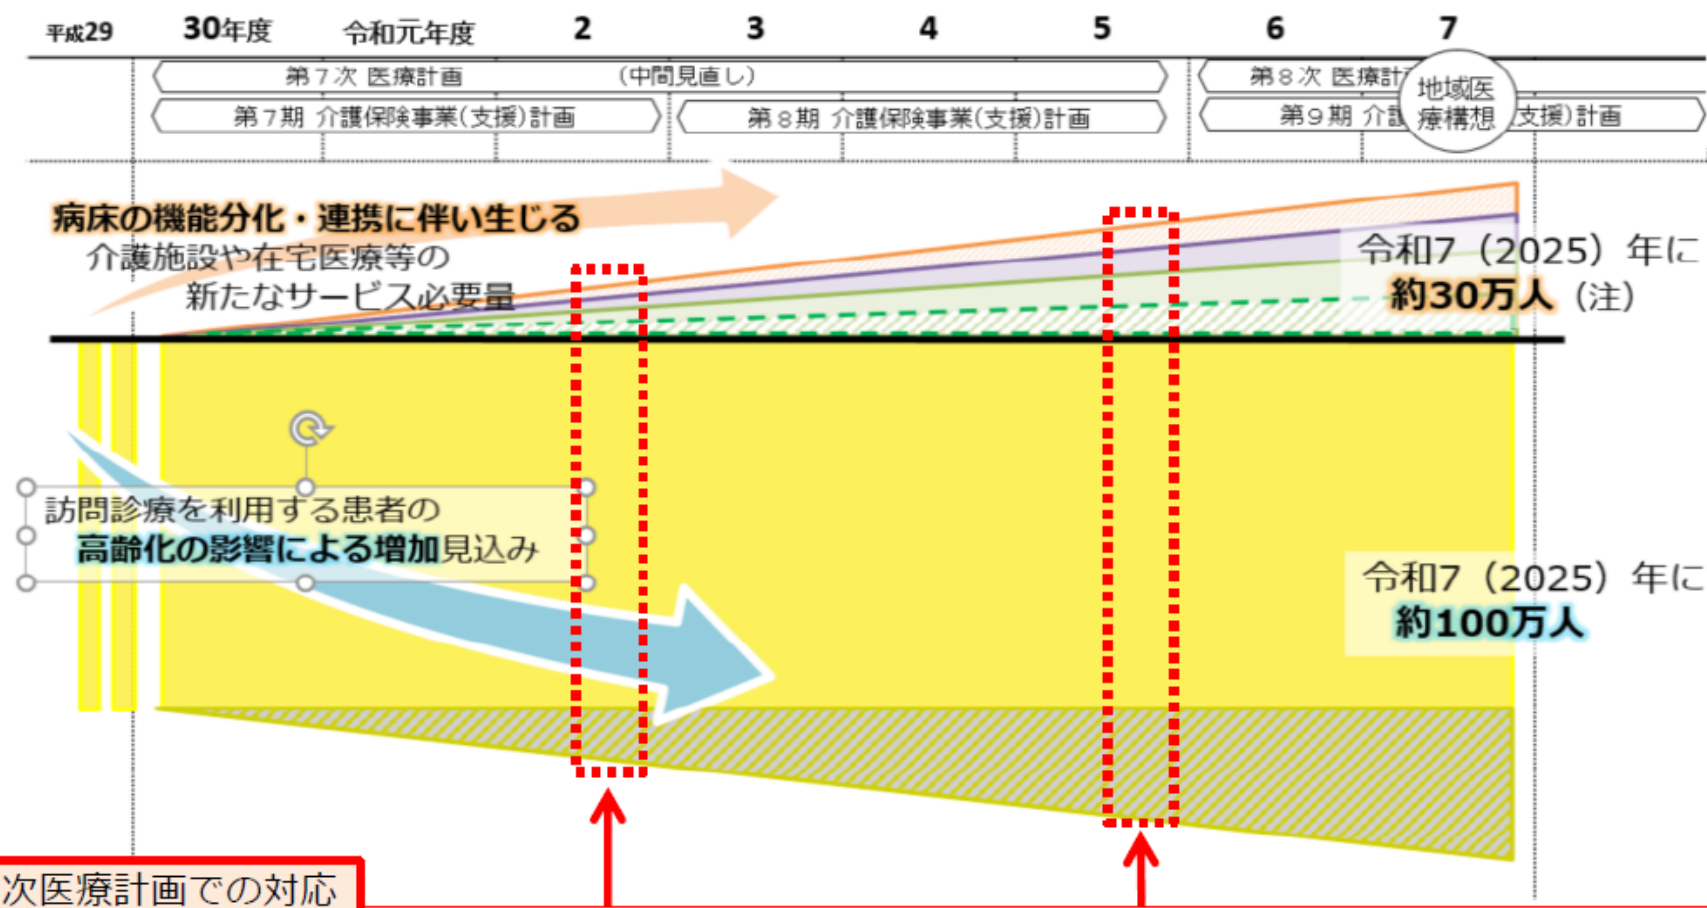 平成29 30年度 令和元年度 2 3 4 5 6 7
第7次 医療計画 （中間見直し）
第8次 医療計
第7期 介護保険事業(支援)計画
第8期 介護保険事業(支援)計画
第9期 介護
支援)計画
地域医
療構想
病床の機能分化・連携に伴い生じる
介護施設や在宅医療等の
新たなサービス必要量
令和7（2025）年に
約30万人（注）
訪問診療を利用する患者の
高齢化の影響による増加見込み
令和7（2025）年に
約100万人
次医療計画での対応